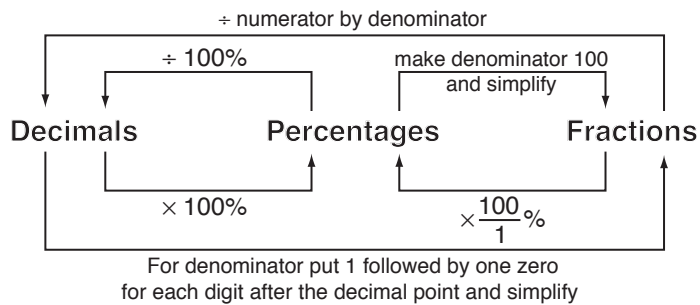 ÷ numerator by denominator
÷ 100%
make denominator 100
and simplify
Decimals
Percentages
Fractions
× 100%
× 100/1 %
For denominator put 1 followed by one zero
for each digit after the decimal point and simplify